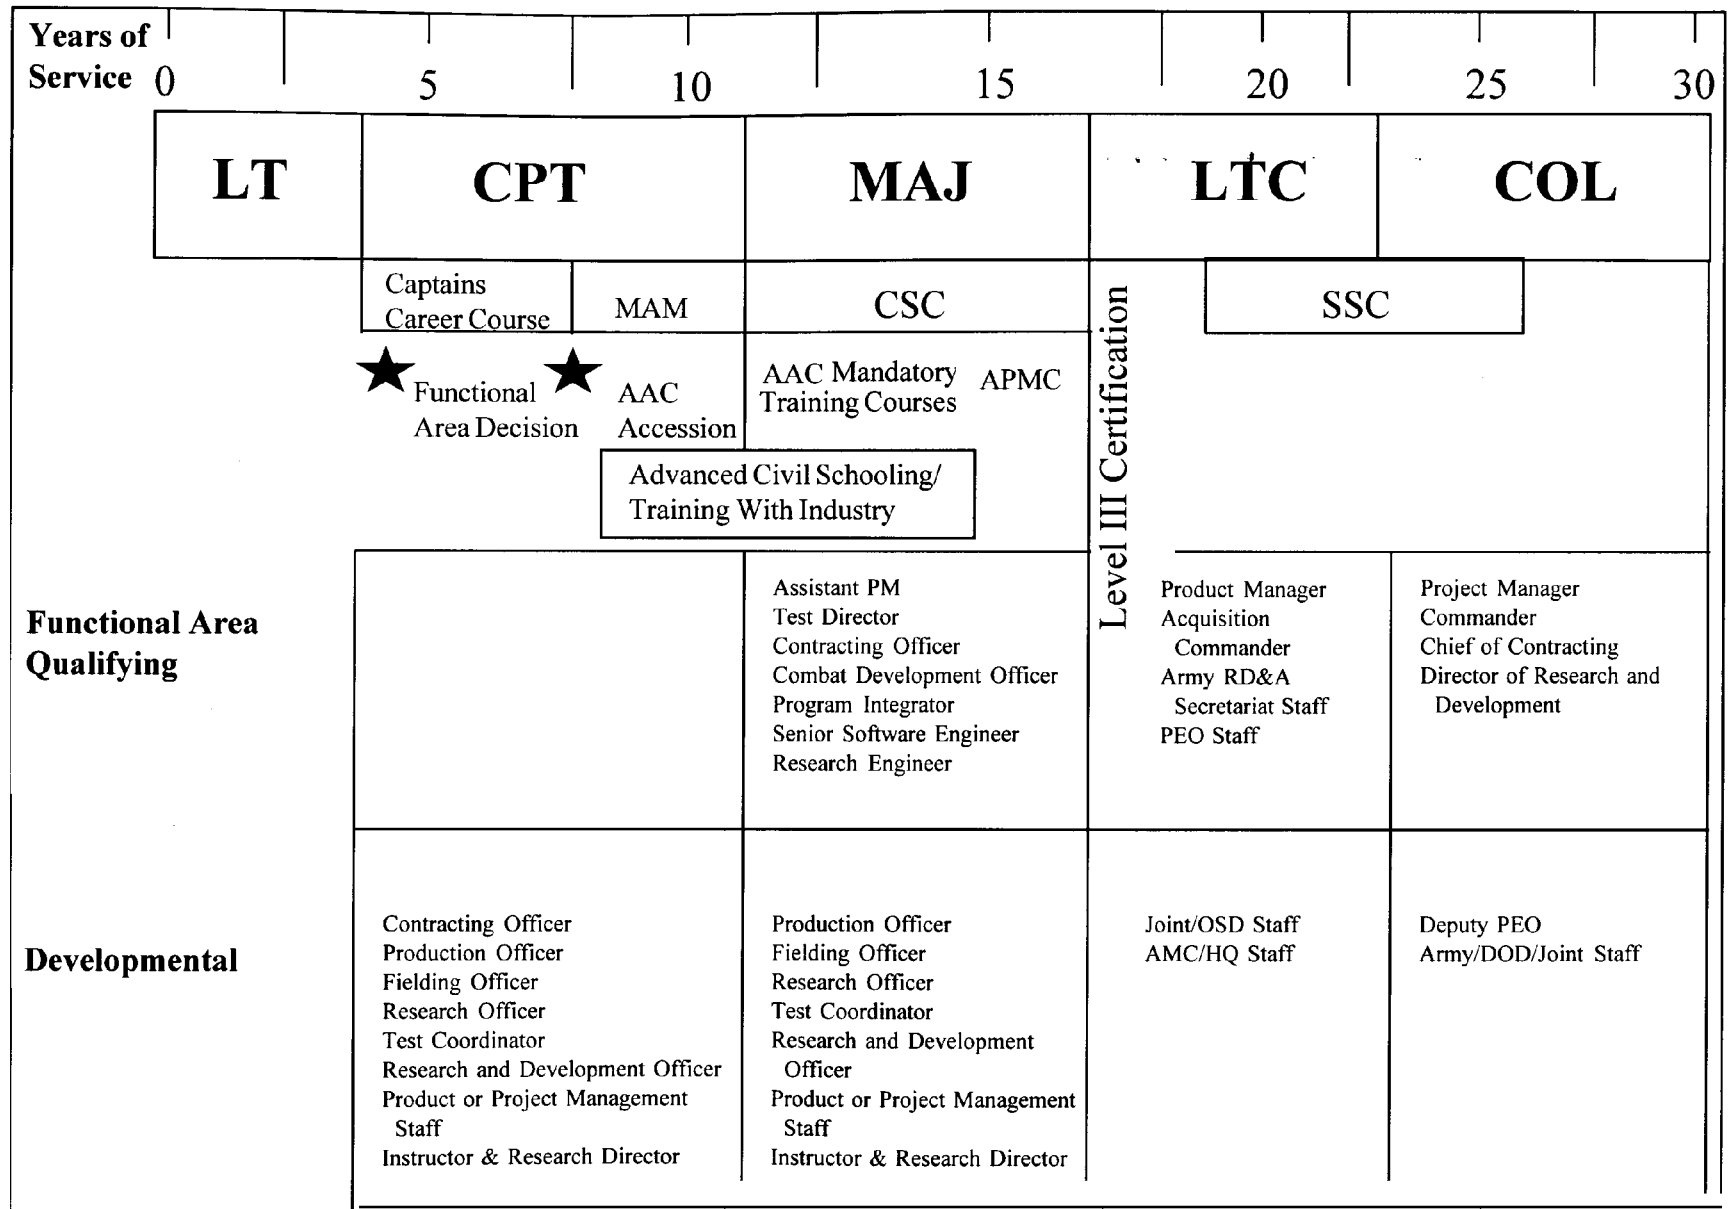 Years of
Service 0 5 10 15 20 25 30
LT CPT MAJ LTC COL
Captains
Career Course
MAM
CSC
SSC
Functional
Area Decision
AAC
Accession
AAC Mandatory
Training Courses
APMC
Advanced Civil Schooling/
Training With Industry
Level III Certification
Functional Area
Qualifying
Assistant PM
Test Director
Contracting Officer
Combat Development Officer
Program Integrator
Senior Software Engineer
Research Engineer
Product Manager
Acquisition
Commander
Army RD&A
Secretariat Staff
PEO Staff
Project Manager
Commander
Chief of Contracting
Director of Research and
Development
Developmental
Contracting Officer
Production Officer
Fielding Officer
Research Officer
Test Coordinator
Research and Development Officer
Product or Project Management
Staff
Instructor & Research Director
Production Officer
Fielding Officer
Research Officer
Test Coordinator
Research and Development
Officer
Product or Project Management
Staff
Instructor & Research Director
Joint/OSD Staff
AMC/HQ Staff
Deputy PEO
Army/DOD/Joint Staff